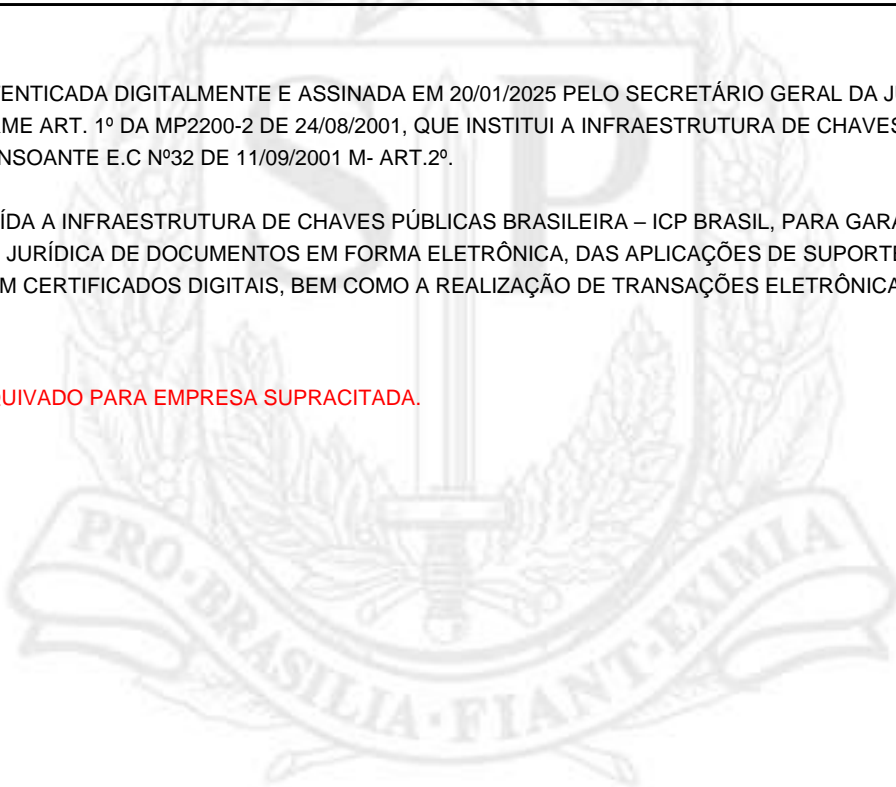 ENTICADA DIGITALMENTE E ASSINADA EM 20/01/2025 PELO SECRETÁRIO GERAL DA J
ME ART. 1º DA MP2200-2 DE 24/08/2001, QUE INSTITUI A INFRAESTRUTURA DE CHAVES
NSOANTE E.C Nº32 DE 11/09/2001 M- ART.2º.
ÍDA A INFRAESTRUTURA DE CHAVES PÚBLICAS BRASILEIRA – ICP BRASIL, PARA GARA
JURÍDICA DE DOCUMENTOS EM FORMA ELETRÔNICA, DAS APLICAÇÕES DE SUPORTE
M CERTIFICADOS DIGITAIS, BEM COMO A REALIZAÇÃO DE TRANSAÇÕES ELETRÔNICA
UIVADO PARA EMPRESA SUPRACITADA.
SP
PRO·BRASILIA·FIANT·EXIMIA